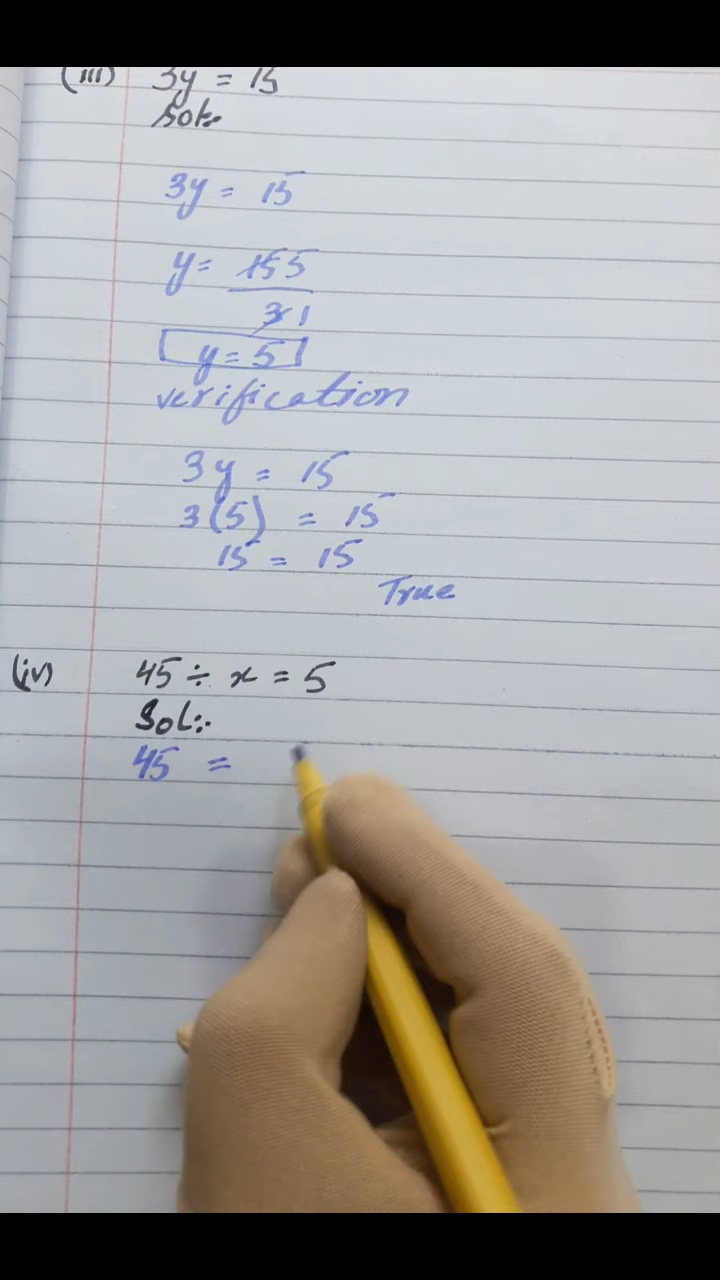 (iii) 3y = 15
Sol:-
3y = 15
y = 15 5
3 1
y = 5
verification
3y = 15
3(5) = 15
15 = 15
True
(iv) 45 ÷ x = 5
Sol:-
45 =